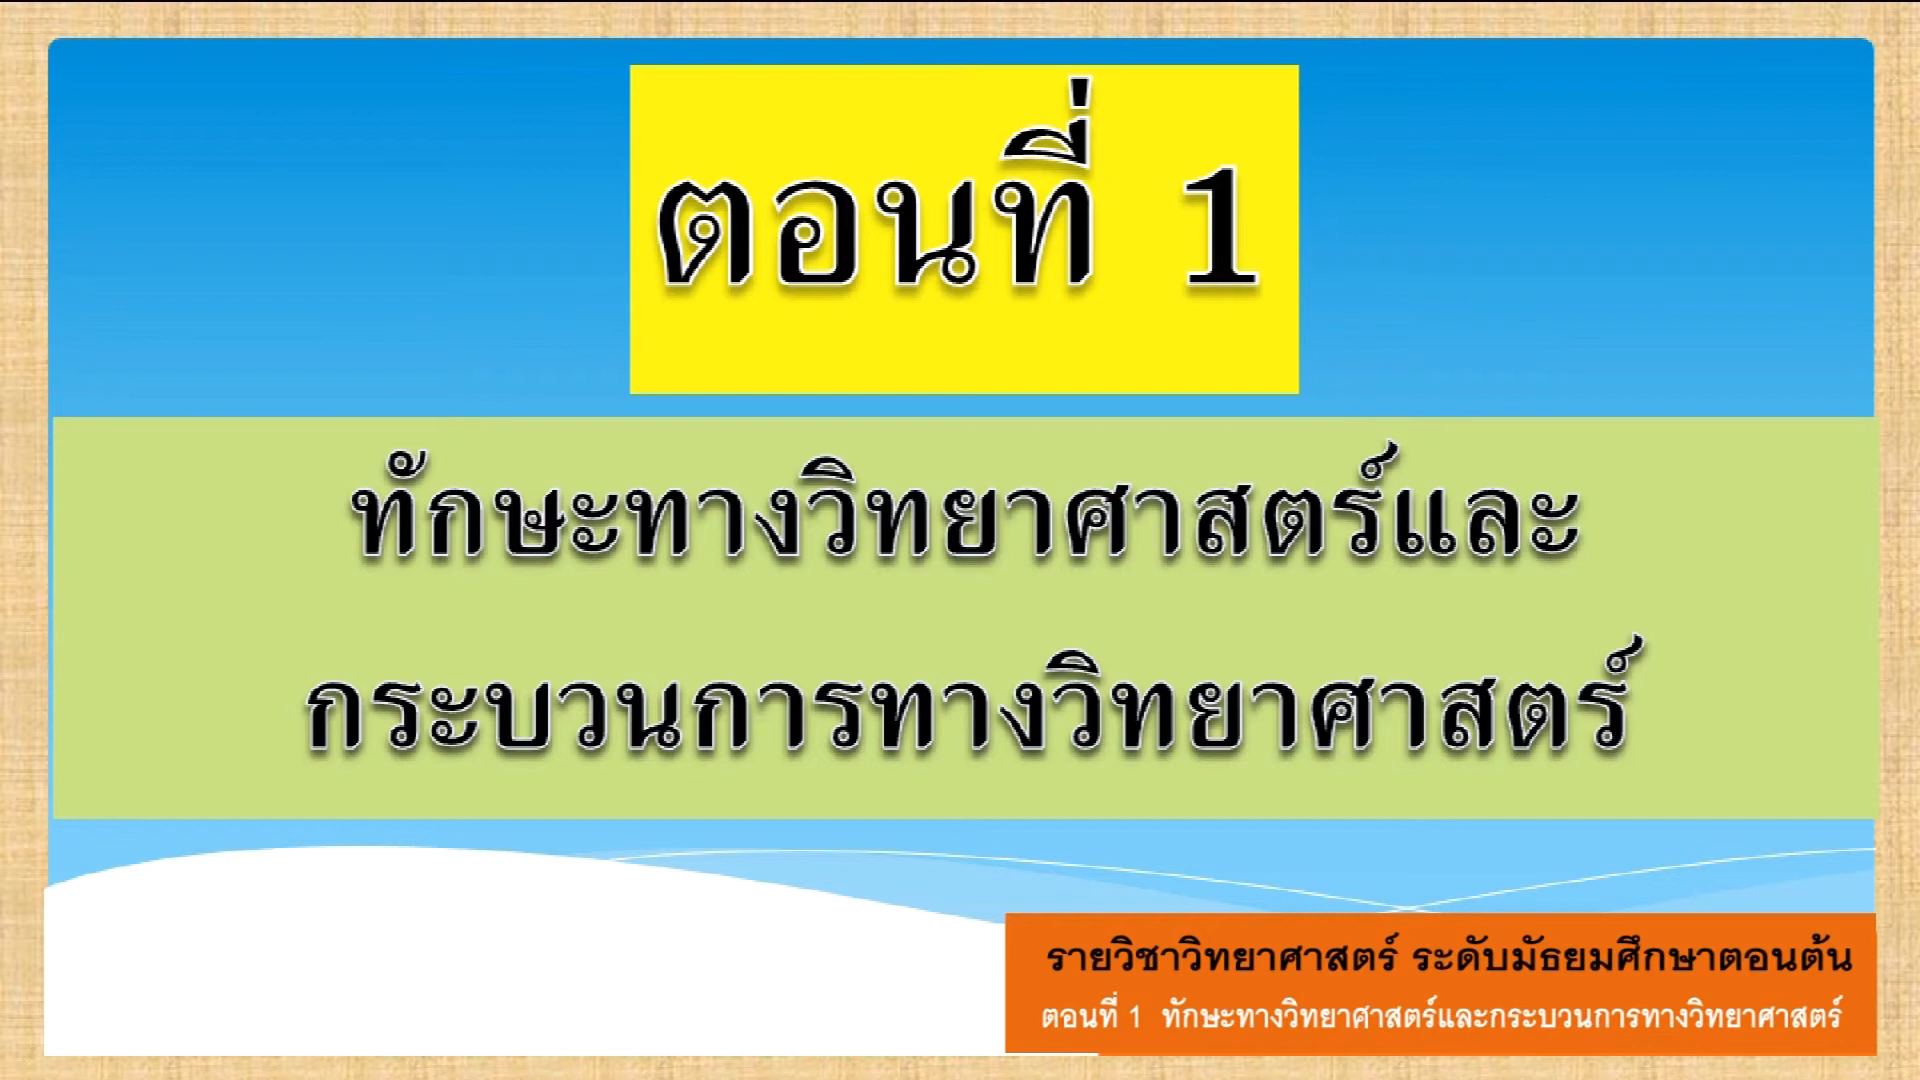 ตอนที่ 1
ทักษะทางวิทยาศาสตร์และ
กระบวนการทางวิทยาศาสตร์
รายวิชาวิทยาศาสตร์ ระดับมัธยมศึกษาตอนต้น
ตอนที่ 1 ทักษะทางวิทยาศาสตร์และกระบวนการทางวิทยาศาสตร์